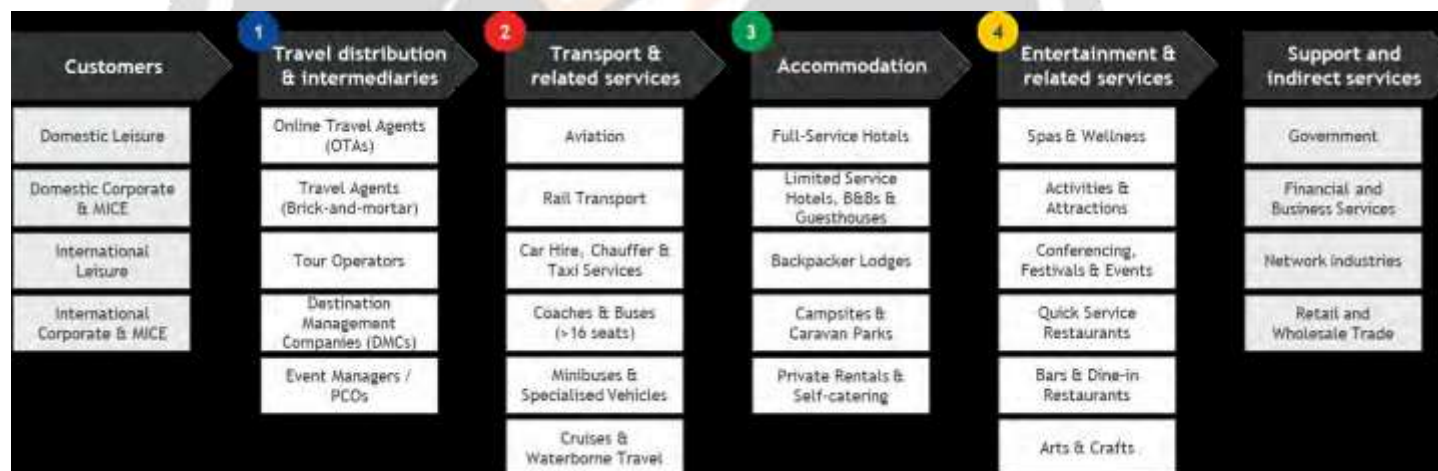 Customers
Domestic Leisure
Domestic Corporate
& MICE
International
Leisure
International
Corporate & MICE
1
Travel distribution
& intermediaries
Online Travel Agents
(OTAs)
Travel Agents
(Brick-and-mortar)
Tour Operators
Destination
Management
Companies (DMCs)
Event Managers /
PCOs
2
Transport &
related services
Aviation
Rail Transport
Car Hire, Chauffer &
Taxi Services
Coaches & Buses
(>16 seats)
Minibuses &
Specialised Vehicles
Cruises &
Waterborne Travel
3
Accommodation
Full-Service Hotels
Limited Service
Hotels, B&Bs &
Guesthouses
Backpacker Lodges
Campsites &
Caravan Parks
Private Rentals &
Self-catering
4
Entertainment &
related services
Spas & Wellness
Activities &
Attractions
Conferencing,
Festivals & Events
Quick Service
Restaurants
Bars & Dine-in
Restaurants
Arts & Crafts
Support and
indirect services
Government
Financial and
Business Services
Network Industries
Retail and
Wholesale Trade